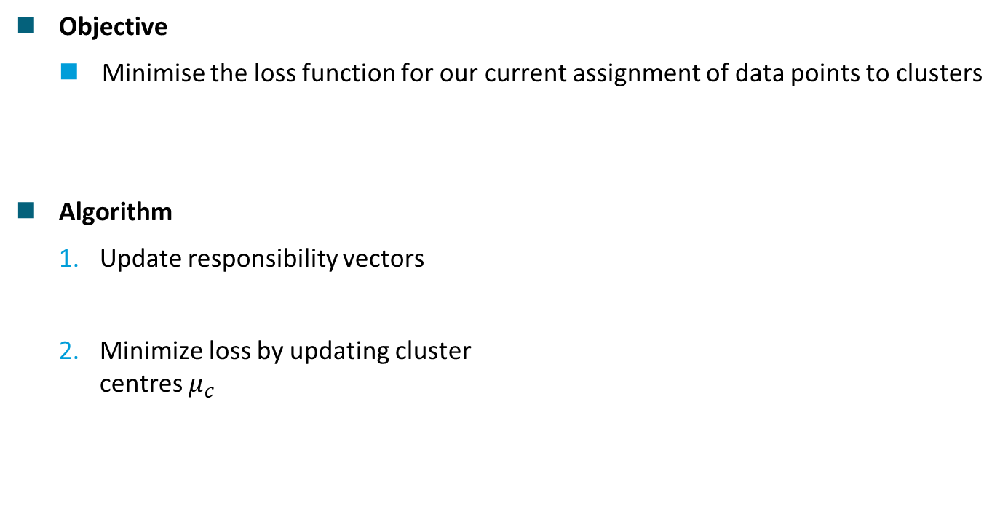 Objective
Minimise the loss function for our current assignment of data points to clusters
Algorithm
1. Update responsibility vectors
2. Minimize loss by updating cluster
centres μ_c